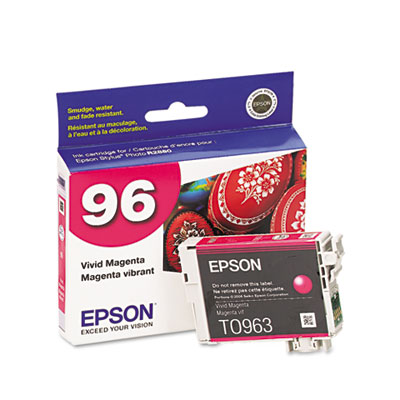 Smudge, water
and fade resistant.
Résistant au maculage,
à l'eau et à la décoloration.
Ink cartridge for / Cartouche d'encre pour :
Epson Stylus® Photo R2880
EPSON
96
Vivid Magenta
Magenta vibrant
EPSON
EXCEED YOUR VISION
EPSON
Do not remove this label!
Ne retirez pas cette étiquette.
Vivid Magenta
Magenta vif
T0963